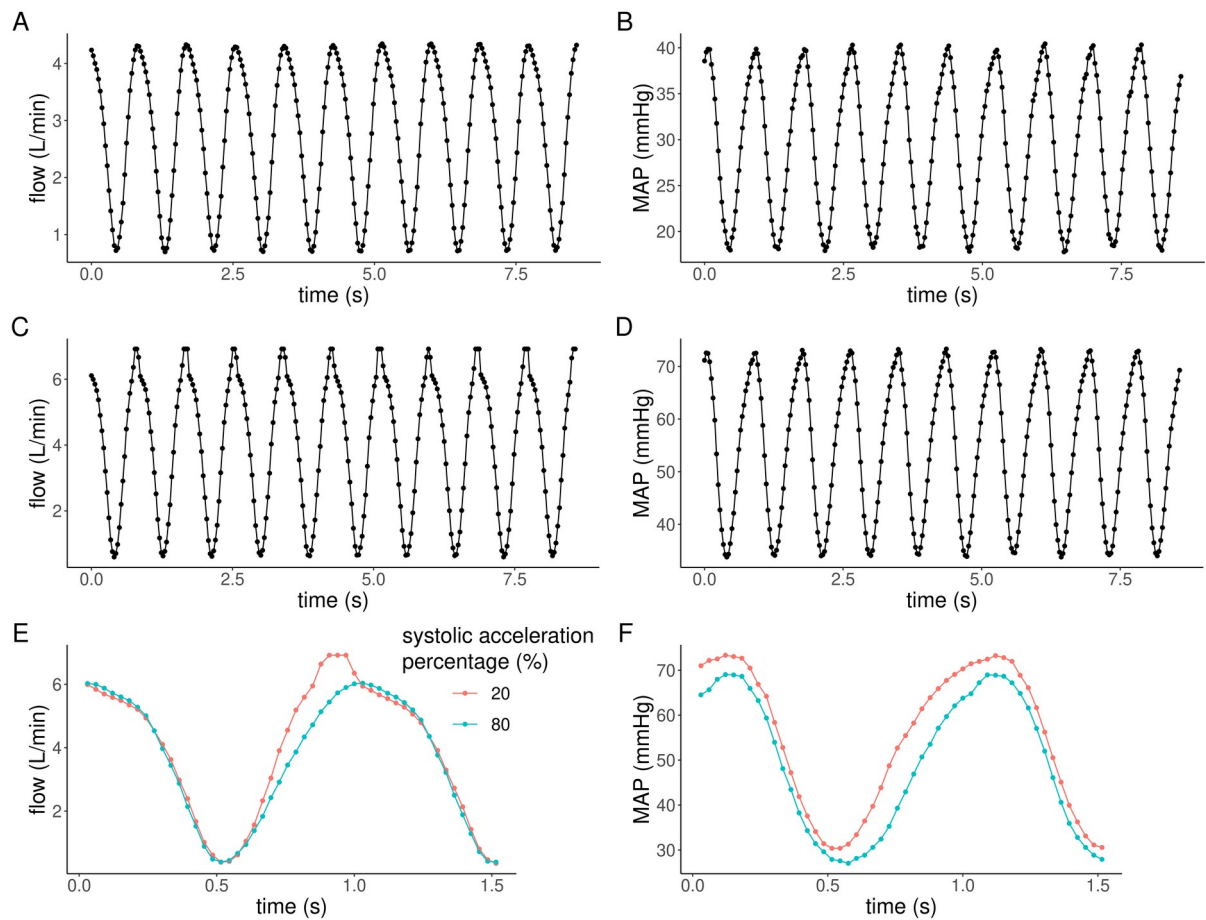 A
flow (L/min)
4
3
2
1
0.0 2.5 5.0 7.5
time (s)
B
MAP (mmHg)
40
35
30
25
20
0.0 2.5 5.0 7.5
time (s)
C
flow (L/min)
6
4
2
0.0 2.5 5.0 7.5
time (s)
D
MAP (mmHg)
70
60
50
40
0.0 2.5 5.0 7.5
time (s)
E
flow (L/min)
6
4
2
0.0 0.5 1.0 1.5
time (s)
systolic acceleration
percentage (%)
20
80
F
MAP (mmHg)
70
60
50
40
30
0.0 0.5 1.0 1.5
time (s)